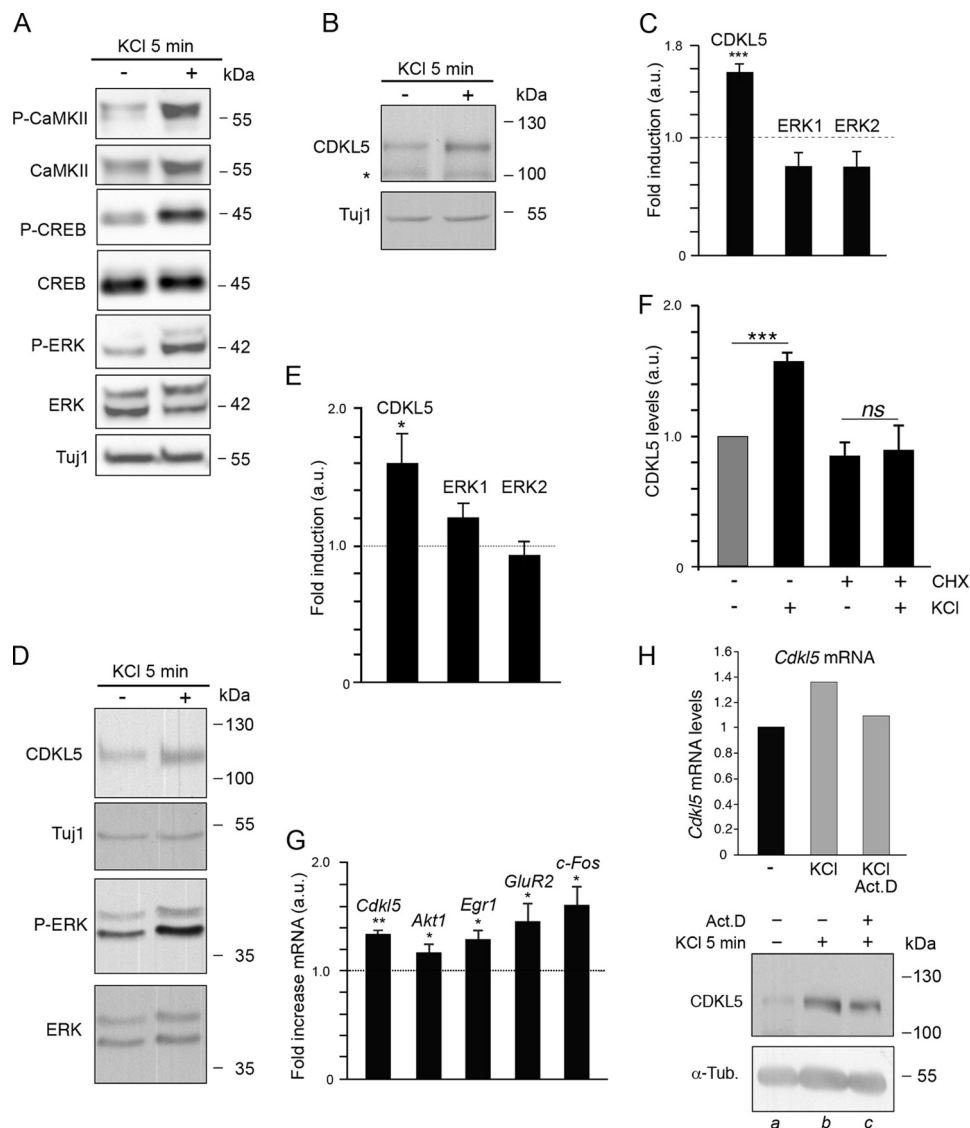 A
KCl 5 min
- + kDa
P-CaMKII
– 55
CaMKII
– 55
P-CREB
– 45
CREB
– 45
P-ERK
– 42
ERK
– 42
Tuj1
– 55
B
KCl 5 min
- + kDa
– 130
CDKL5
*
– 100
Tuj1
– 55
C
Fold induction (a.u.)
1.8
1.0
0
CDKL5
***
ERK1
ERK2
D
KCl 5 min
- + kDa
– 130
CDKL5
– 100
– 55
Tuj1
P-ERK
– 35
ERK
– 35
E
Fold induction (a.u.)
2.0
1.0
0
CDKL5
*
ERK1
ERK2
F
CDKL5 levels (a.u.)
2.0
1.0
0
***
ns
- - + + CHX
- + - + KCl
G
Fold increase mRNA (a.u.)
2.0
1.0
0
Cdkl5
**
Akt1
*
Egr1
*
GluR2
*
c-Fos
*
H
Cdkl5 mRNA
Cdkl5 mRNA levels
1.6
1.4
1.2
1
0.8
0.6
0.4
0.2
0
- KCl KCl
Act.D
Act.D - - +
KCl 5 min - + + kDa
– 130
CDKL5
– 100
α-Tub.
– 55
a b c